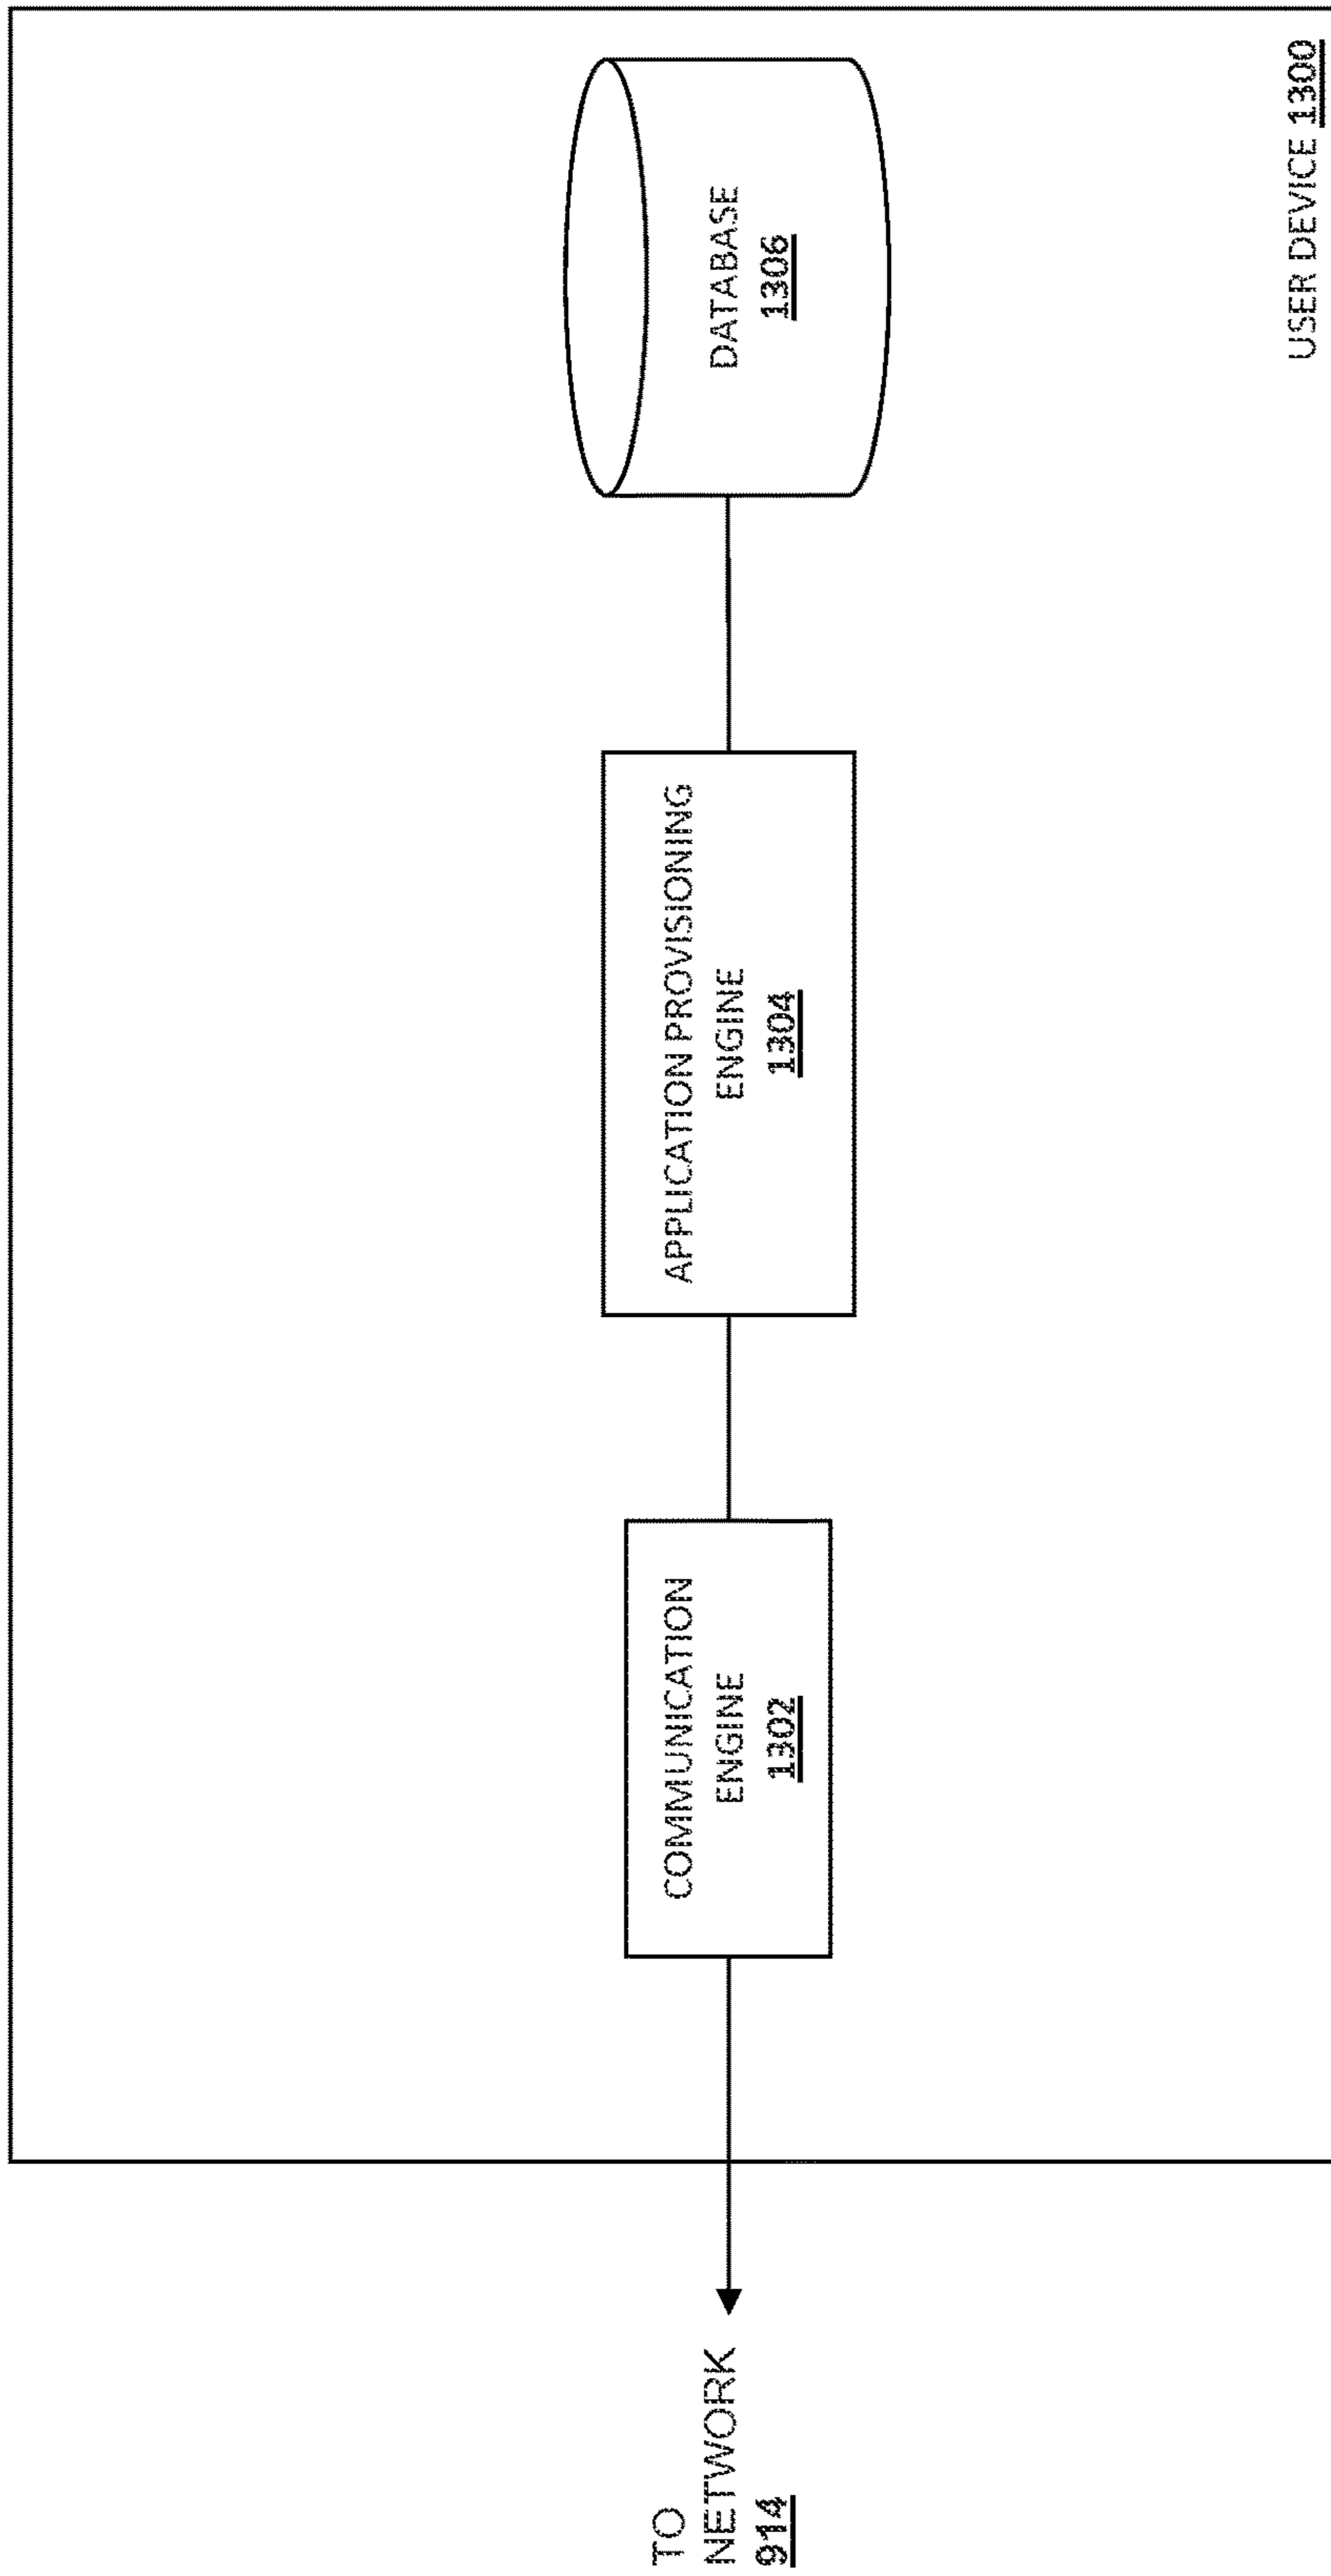 TO
NETWORK
914
COMMUNICATION
ENGINE
1302
APPLICATION PROVISIONING
ENGINE
1304
DATABASE
1306
USER DEVICE 1300